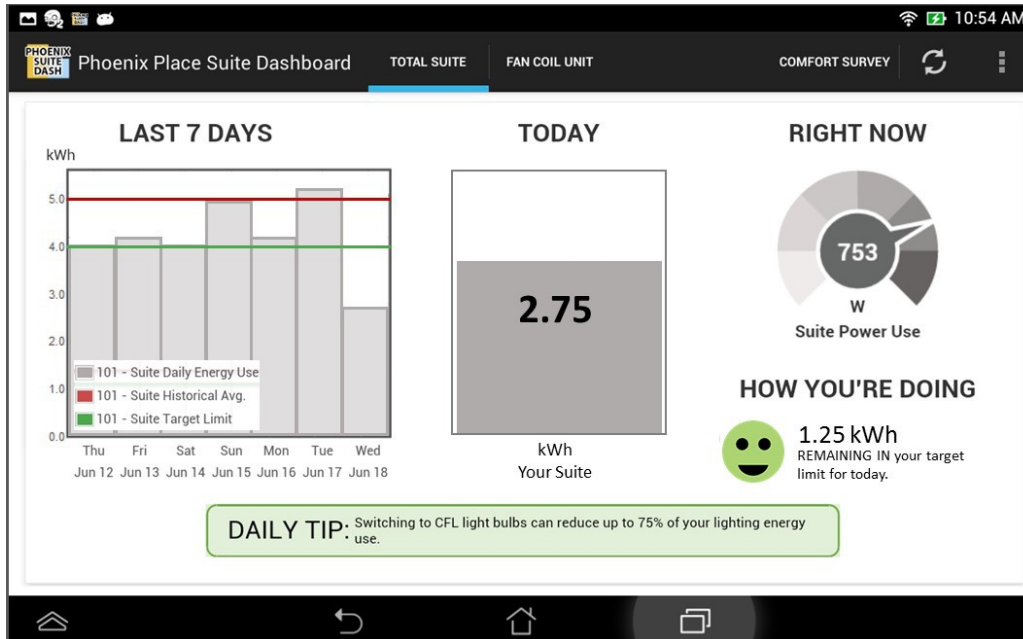 10:54 AM
PHOENIX
SUITE
DASH
Phoenix Place Suite Dashboard
TOTAL SUITE
FAN COIL UNIT
COMFORT SURVEY
LAST 7 DAYS
kWh
5.0
4.0
3.0
2.0
1.0
0.0
101 - Suite Daily Energy Use
101 - Suite Historical Avg.
101 - Suite Target Limit
Thu Fri Sat Sun Mon Tue Wed
Jun 12 Jun 13 Jun 14 Jun 15 Jun 16 Jun 17 Jun 18
TODAY
2.75
kWh
Your Suite
RIGHT NOW
753
W
Suite Power Use
HOW YOU'RE DOING
1.25 kWh
REMAINING IN your target
limit for today.
DAILY TIP: Switching to CFL light bulbs can reduce up to 75% of your lighting energy
use.